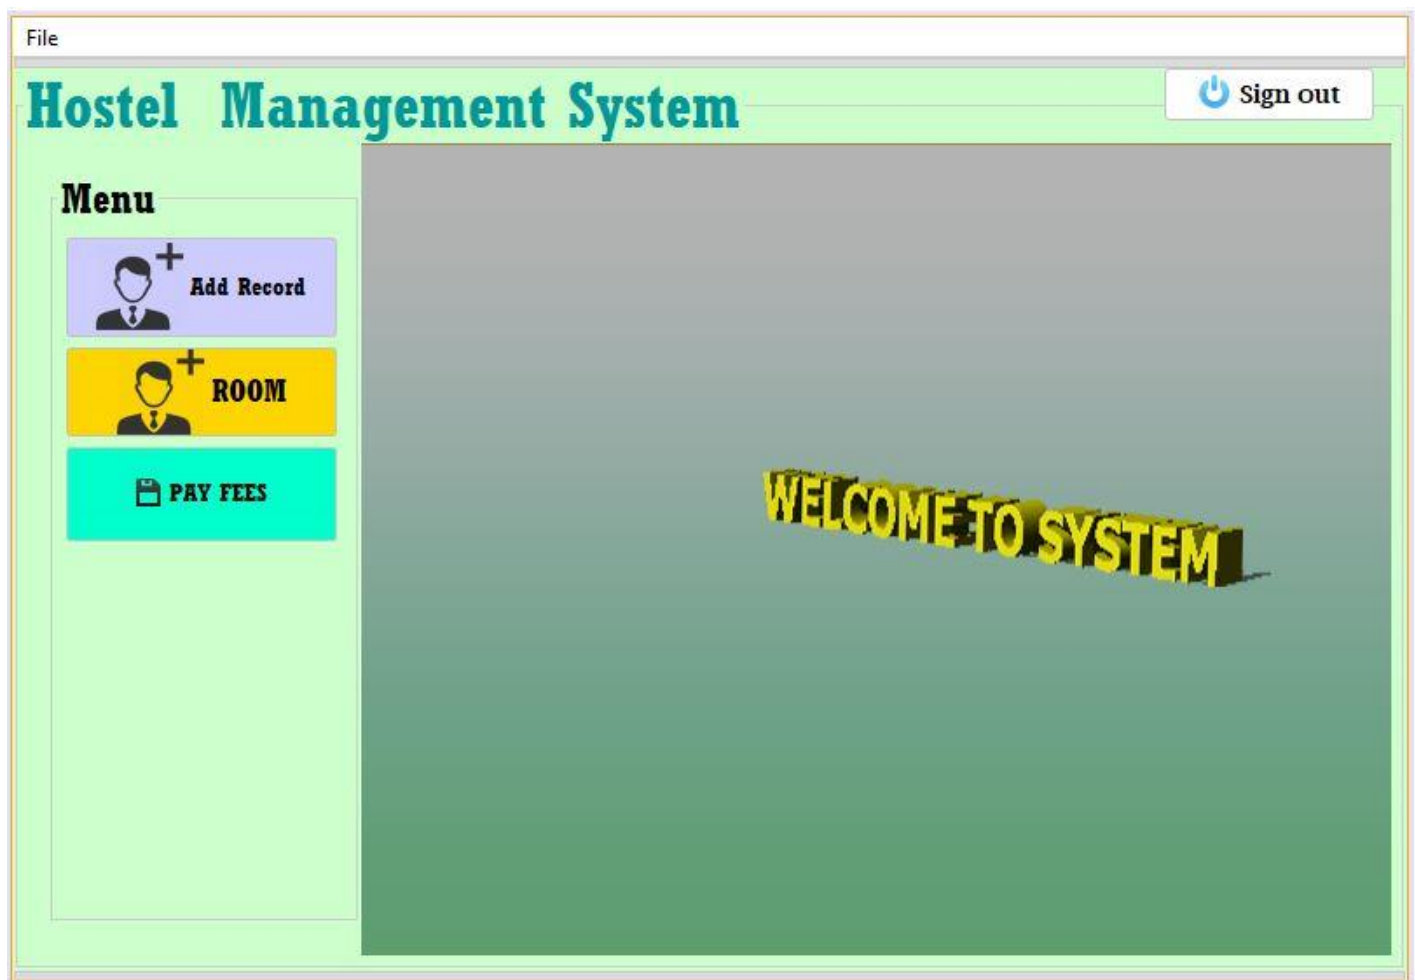 File
Hostel Management System
Sign out
Menu
Add Record
ROOM
PAY FEES
WELCOME TO SYSTEM